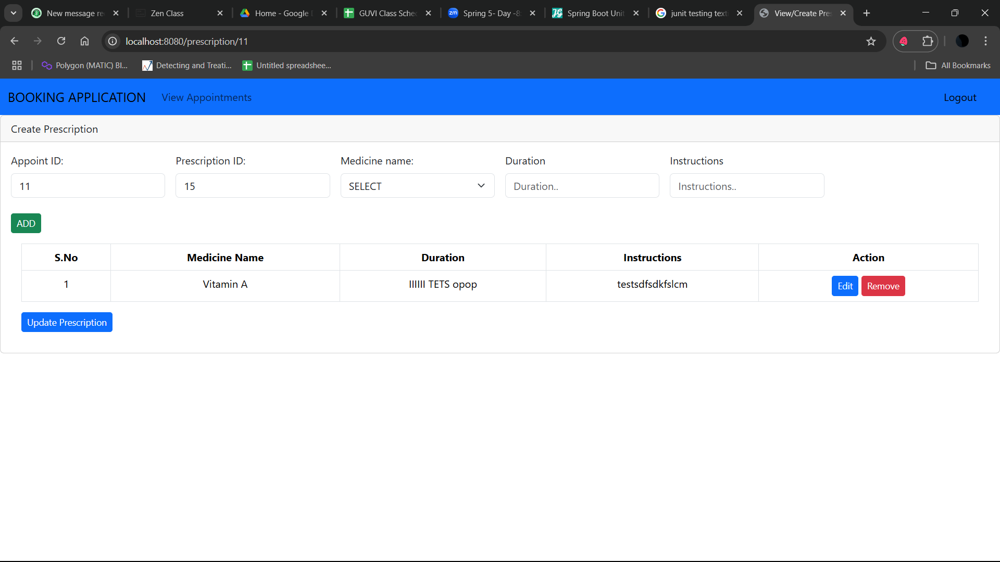 New message re
Zen Class
Home - Google
GUVI Class Sche
Spring 5- Day -8
Spring Boot Unit
junit testing text
View/Create Pres
localhost:8080/prescription/11
Polygon (MATIC) Bl...
Detecting and Treati...
Untitled spreadshee...
All Bookmarks
BOOKING APPLICATION
View Appointments
Logout
Create Prescription
Appoint ID:
Prescription ID:
Medicine name:
Duration
Instructions
11
15
SELECT
Duration..
Instructions..
ADD
S.No Medicine Name Duration Instructions Action
1 Vitamin A IIIIII TETS opop testsdfsdkfslcm Edit Remove
Update Prescription